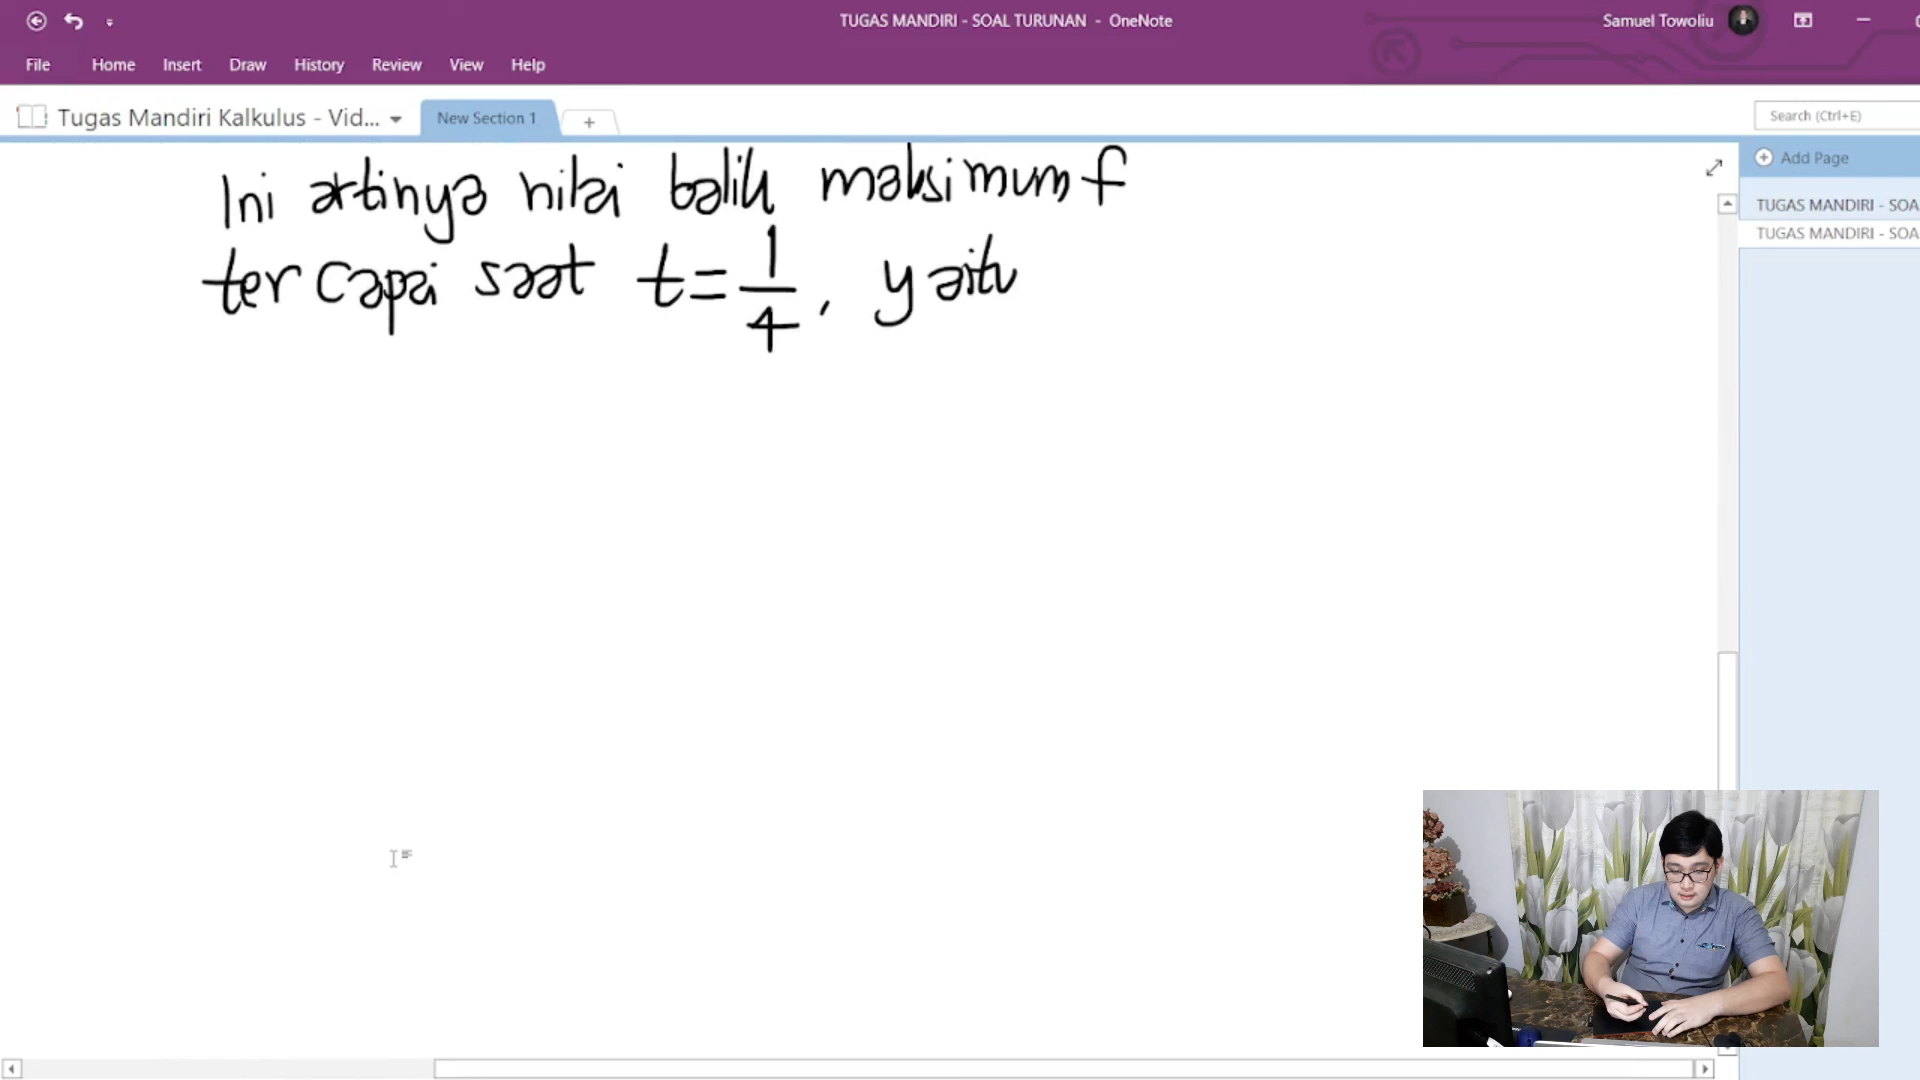 TUGAS MANDIRI - SOAL TURUNAN - OneNote
Samuel Towoliu
File Home Insert Draw History Review View Help
Tugas Mandiri Kalkulus - Vid...
New Section 1
+
Search (Ctrl+E)
Add Page
TUGAS MANDIRI - SOA
TUGAS MANDIRI - SOA
Ini artinya nilai balik maksimum f
tercapai saat t = 1/4, yaitu